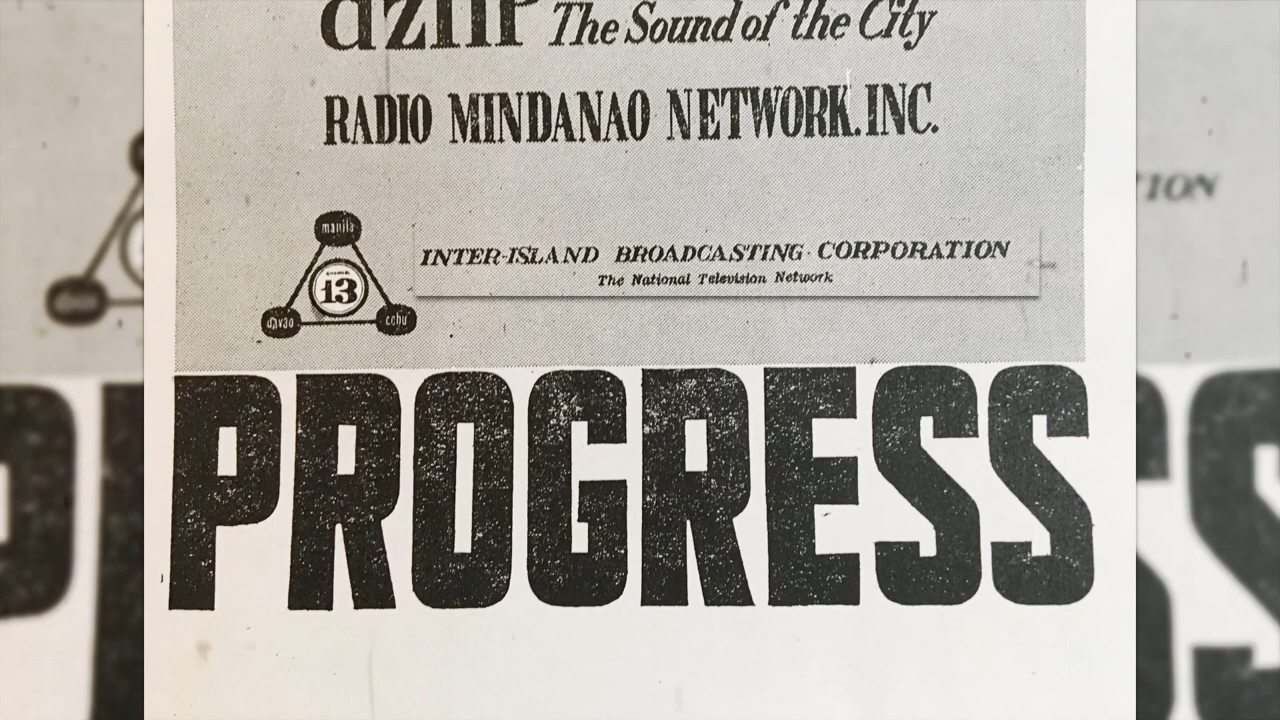 The Sound of the City
RADIO MINDANAO NETWORK. INC.
manila
13
davao
cebu
INTER-ISLAND BROADCASTING CORPORATION
The National Television Network
PROGRESS